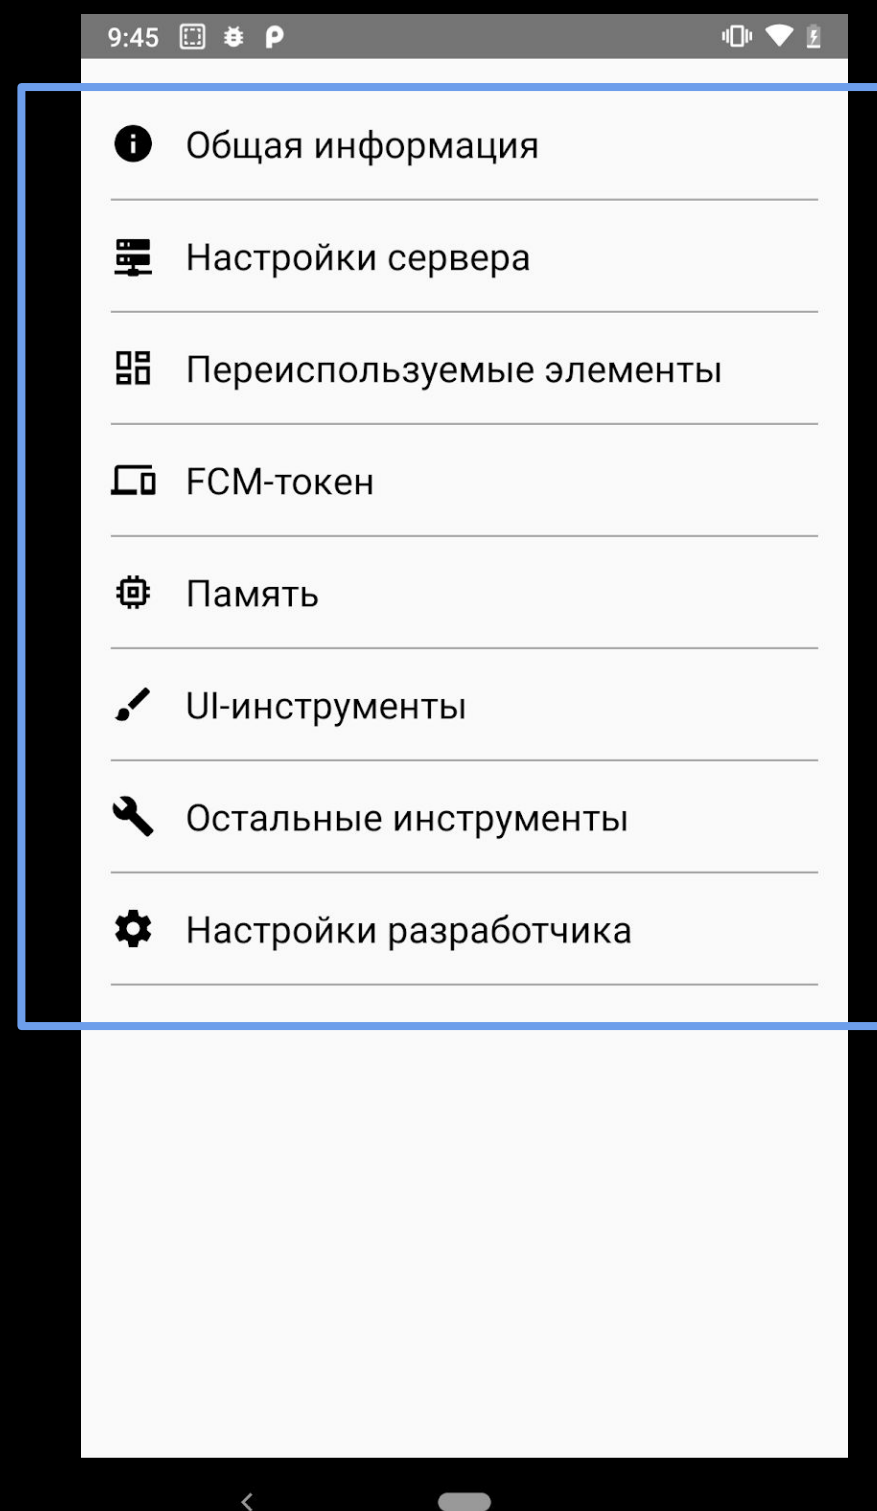 9:45
Общая информация
Настройки сервера
Переиспользуемые элементы
FCM-токен
Память
UI-инструменты
Остальные инструменты
Настройки разработчика